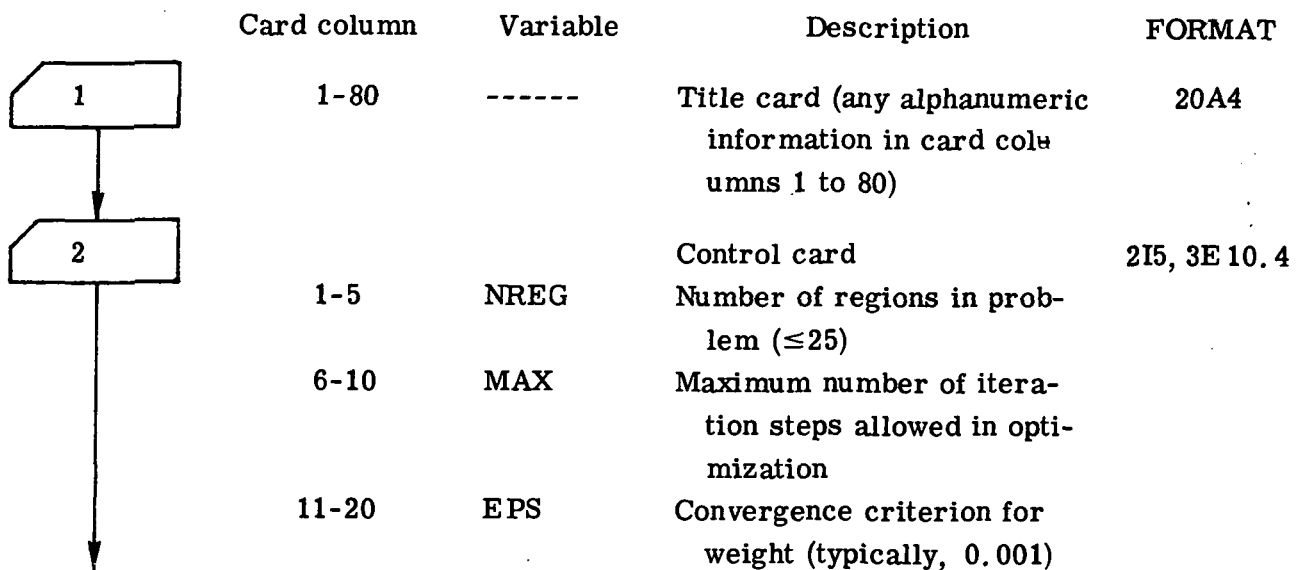 Card column Variable Description FORMAT
1 1-80 ------ Title card (any alphanumeric 20A4
information in card col-
umns 1 to 80)
2 Control card 2I5, 3E 10.4
1-5 NREG Number of regions in prob-
lem (≤25)
6-10 MAX Maximum number of itera-
tion steps allowed in opti-
mization
11-20 EPS Convergence criterion for
weight (typically, 0.001)